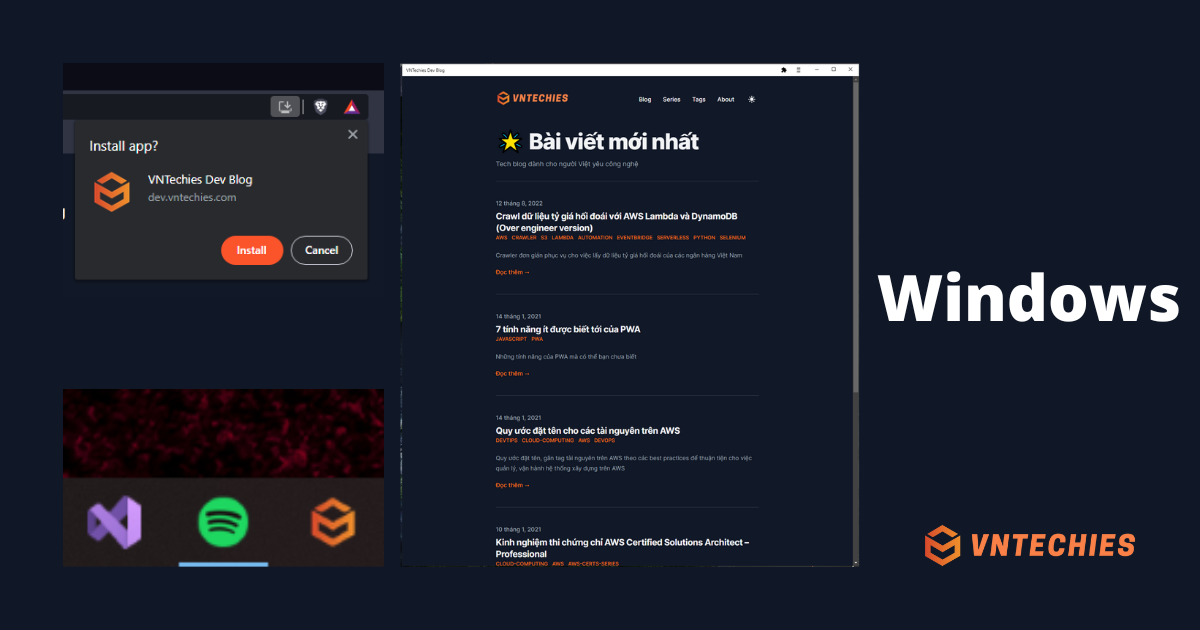 Install app?
VNTechies Dev Blog
dev.vntechies.com
Install
Cancel
VNTechies Dev Blog
VNTECHIES
Blog Series Tags About
Bài viết mới nhất
Tech blog dành cho người Việt yêu công nghệ
12 tháng 8, 2022
Crawl dữ liệu tỷ giá hối đoái với AWS Lambda và DynamoDB
(Over engineer version)
AWS CRAWLER S3 LAMBDA AUTOMATION EVENTBRIDGE SERVERLESS PYTHON SELENIUM
Crawler đơn giản phục vụ cho việc lấy dữ liệu tỷ giá hối đoái của các ngân hàng Việt Nam
Đọc thêm →
14 tháng 1, 2021
7 tính năng ít được biết tới của PWA
JAVASCRIPT PWA
Những tính năng của PWA mà có thể bạn chưa biết
Đọc thêm →
14 tháng 1, 2021
Quy ước đặt tên cho các tài nguyên trên AWS
DEVTIPS CLOUD-COMPUTING AWS DEVOPS
Quy ước đặt tên, gắn tag tài nguyên trên AWS theo các best practices để thuận tiện cho việc
quản lý, vận hành hệ thống xây dựng trên AWS
Đọc thêm →
10 tháng 1, 2021
Kinh nghiệm thi chứng chỉ AWS Certified Solutions Architect –
Professional
CLOUD-COMPUTING AWS AWS-CERTS-SERIES
Windows
VNTECHIES